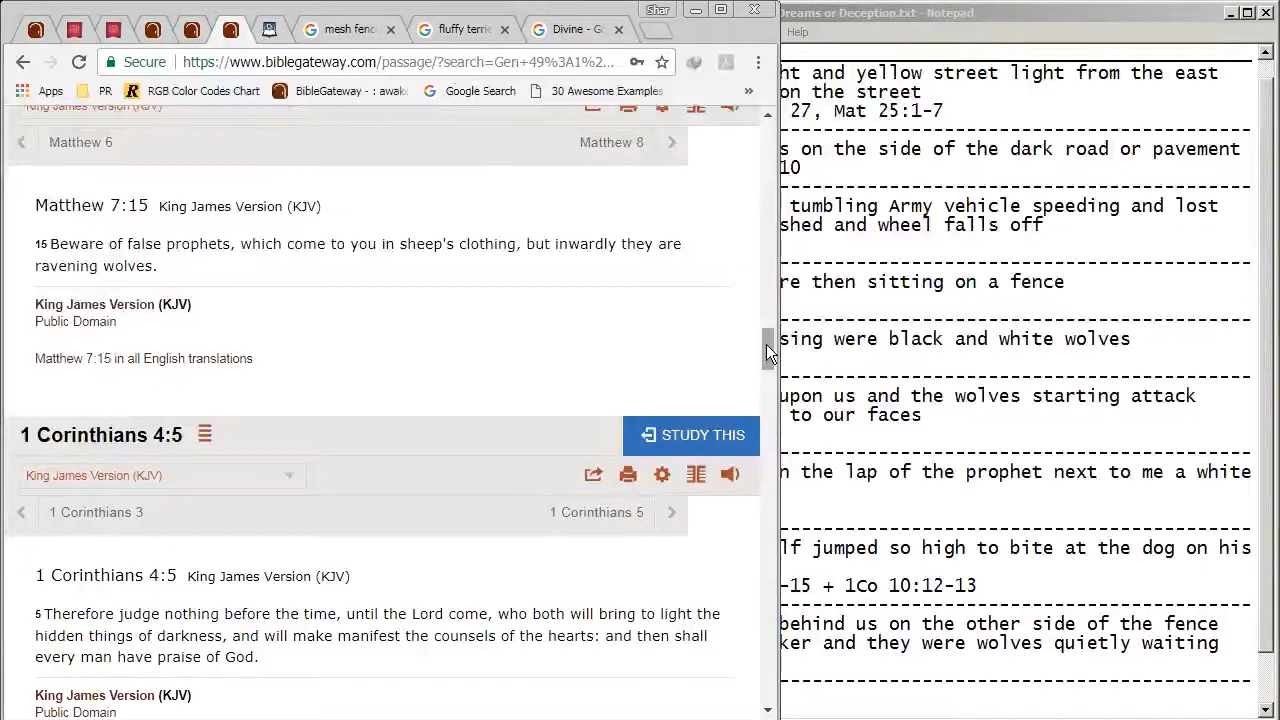 Shar
mesh fenc
fluffy terrie
Divine - Go
Secure
https://www.biblegateway.com/passage/?search=Gen+49%3A1%2...
Apps
PR
RGB Color Codes Chart
BibleGateway - : awak
Google Search
30 Awesome Examples
»
King James Version (KJV)
Matthew 6
Matthew 8
Matthew 7:15 King James Version (KJV)
15 Beware of false prophets, which come to you in sheep's clothing, but inwardly they are
ravening wolves.
King James Version (KJV)
Public Domain
Matthew 7:15 in all English translations
1 Corinthians 4:5
STUDY THIS
King James Version (KJV)
1 Corinthians 3
1 Corinthians 5
1 Corinthians 4:5 King James Version (KJV)
5 Therefore judge nothing before the time, until the Lord come, who both will bring to light the
hidden things of darkness, and will make manifest the counsels of the hearts: and then shall
every man have praise of God.
King James Version (KJV)
Public Domain
Dreams or Deception.txt - Notepad
Help
ht and yellow street light from the east
on the street
27, Mat 25:1-7
s on the side of the dark road or pavement
10
tumbling Army vehicle speeding and lost
shed and wheel falls off
re then sitting on a fence
sing were black and white wolves
upon us and the wolves starting attack
to our faces
n the lap of the prophet next to me a white
lf jumped so high to bite at the dog on his
-15 + 1Co 10:12-13
behind us on the other side of the fence
ker and they were wolves quietly waiting